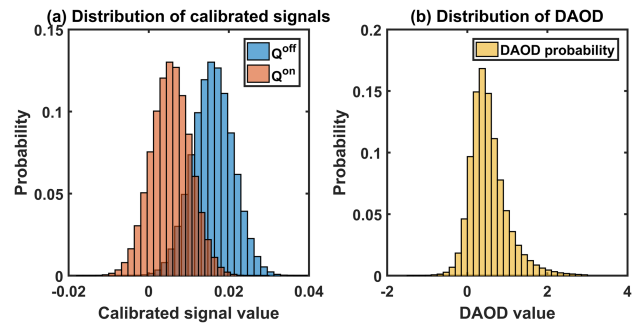 (a) Distribution of calibrated signals
0.15
0.1
0.05
0
Probability
Q^off
Q^on
-0.02
0
0.02
0.04
Calibrated signal value
(b) Distribution of DAOD
0.2
0.15
0.1
0.05
0
Probability
DAOD probability
-2
0
2
4
DAOD value